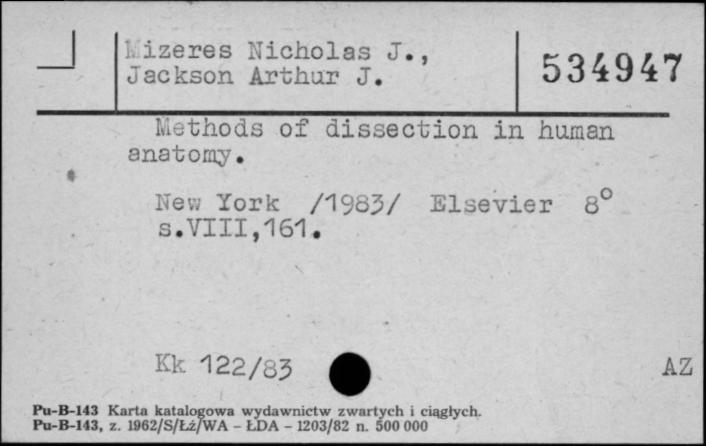 Mizeres Nicholas J.,
Jackson Arthur J.
534947
Methods of dissection in human
anatomy.
New York /1983/ Elsevier 8°
s.VIII,161.
Kk 122/83
AZ
Pu-B-143 Karta katalogowa wydawnictw zwartych i ciągłych.
Pu-B-143, z. 1962/S/Łż/WA - ŁDA - 1203/82 n. 500 000